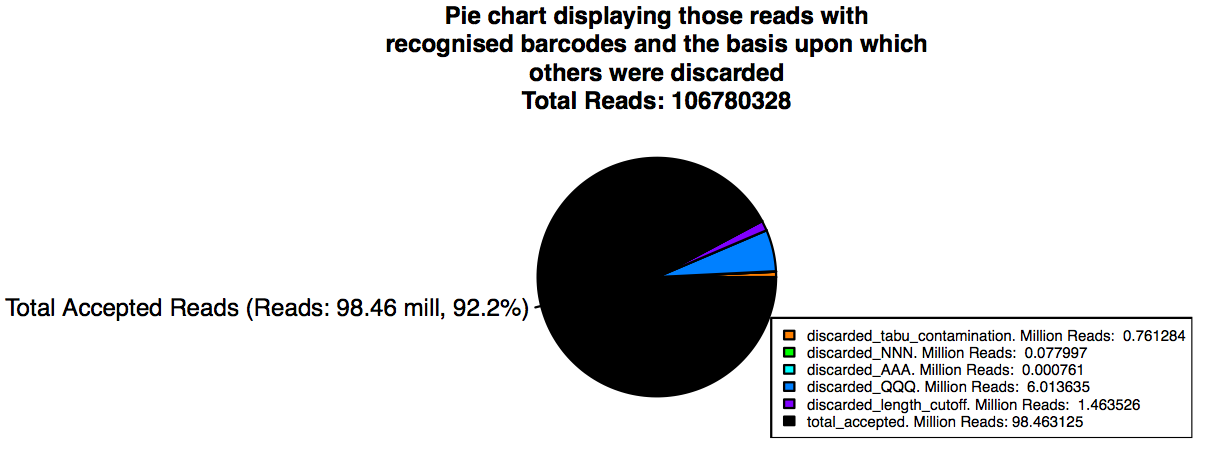 Pie chart displaying those reads with
recognised barcodes and the basis upon which
others were discarded
Total Reads: 106780328
Total Accepted Reads (Reads: 98.46 mill, 92.2%)
discarded_tabu_contamination. Million Reads: 0.761284
discarded_NNN. Million Reads: 0.077997
discarded_AAA. Million Reads: 0.000761
discarded_QQQ. Million Reads: 6.013635
discarded_length_cutoff. Million Reads: 1.463526
total_accepted. Million Reads: 98.463125